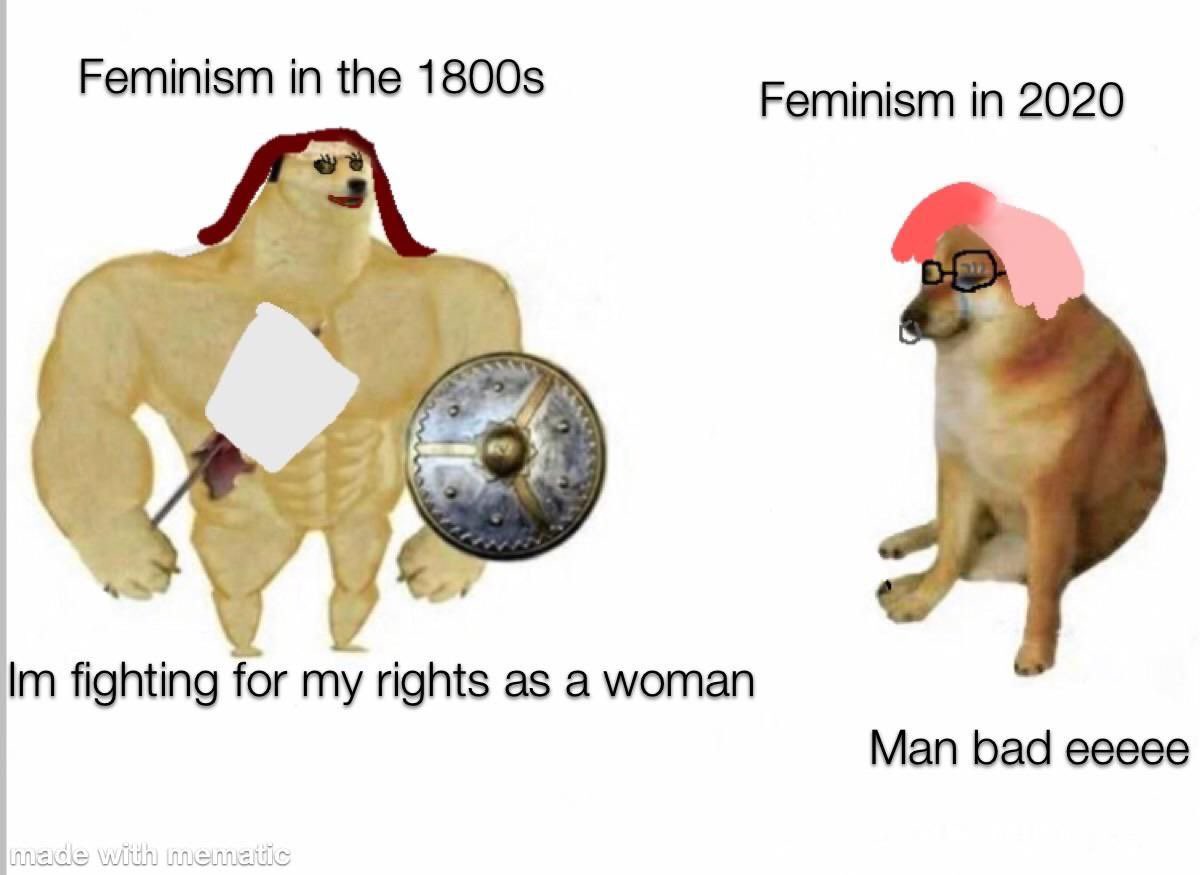 Feminism in the 1800s
Feminism in 2020
Im fighting for my rights as a woman
Man bad eeeee
made with mematic